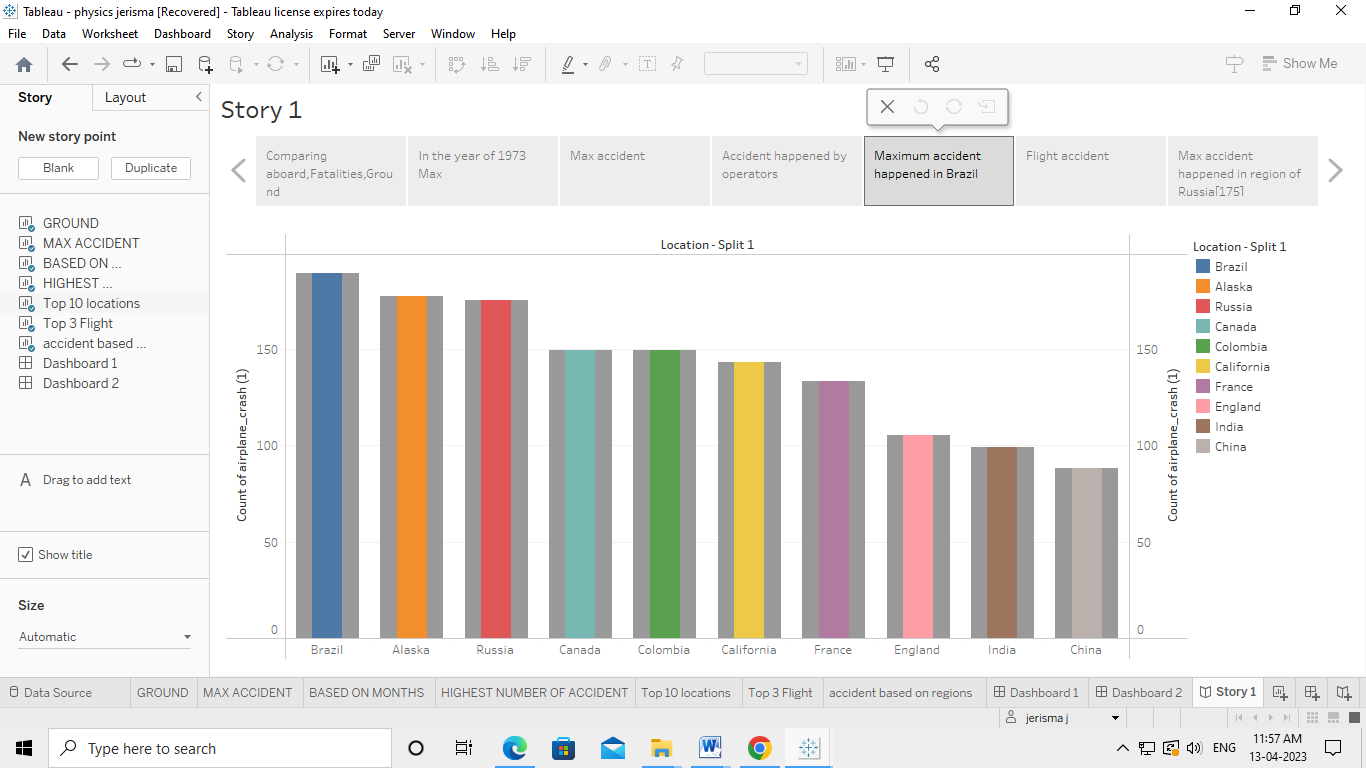 Tableau - physics jerisma [Recovered] - Tableau license expires today
File Data Worksheet Dashboard Story Analysis Format Server Window Help
Show Me
Story Layout
New story point
Blank Duplicate
GROUND
MAX ACCIDENT
BASED ON ...
HIGHEST ...
Top 10 locations
Top 3 Flight
accident based ...
Dashboard 1
Dashboard 2
A Drag to add text
Show title
Size
Automatic
Story 1
Comparing
aboard,Fatalities,Grou
nd
In the year of 1973
Max
Max accident
Accident happened by
operators
Maximum accident
happened in Brazil
Flight accident
Max accident
happened in region of
Russia[175]
Location - Split 1
Count of airplane_crash (1)
150
100
50
0
Brazil Alaska Russia Canada Colombia California France England India China
150
100
50
0
Count of airplane_crash (1)
Location - Split 1
Brazil
Alaska
Russia
Canada
Colombia
California
France
England
India
China
Data Source GROUND MAX ACCIDENT BASED ON MONTHS HIGHEST NUMBER OF ACCIDENT Top 10 locations Top 3 Flight accident based on regions Dashboard 1 Dashboard 2 Story 1
jerisma j
Type here to search
ENG
11:57 AM
13-04-2023